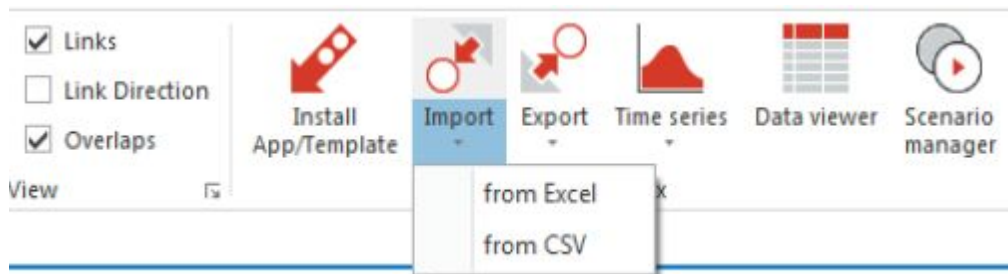 Links
Link Direction
Overlaps
View
Install
App/Template
Import
Export
Time series
Data viewer
Scenario
manager
from Excel
x
from CSV